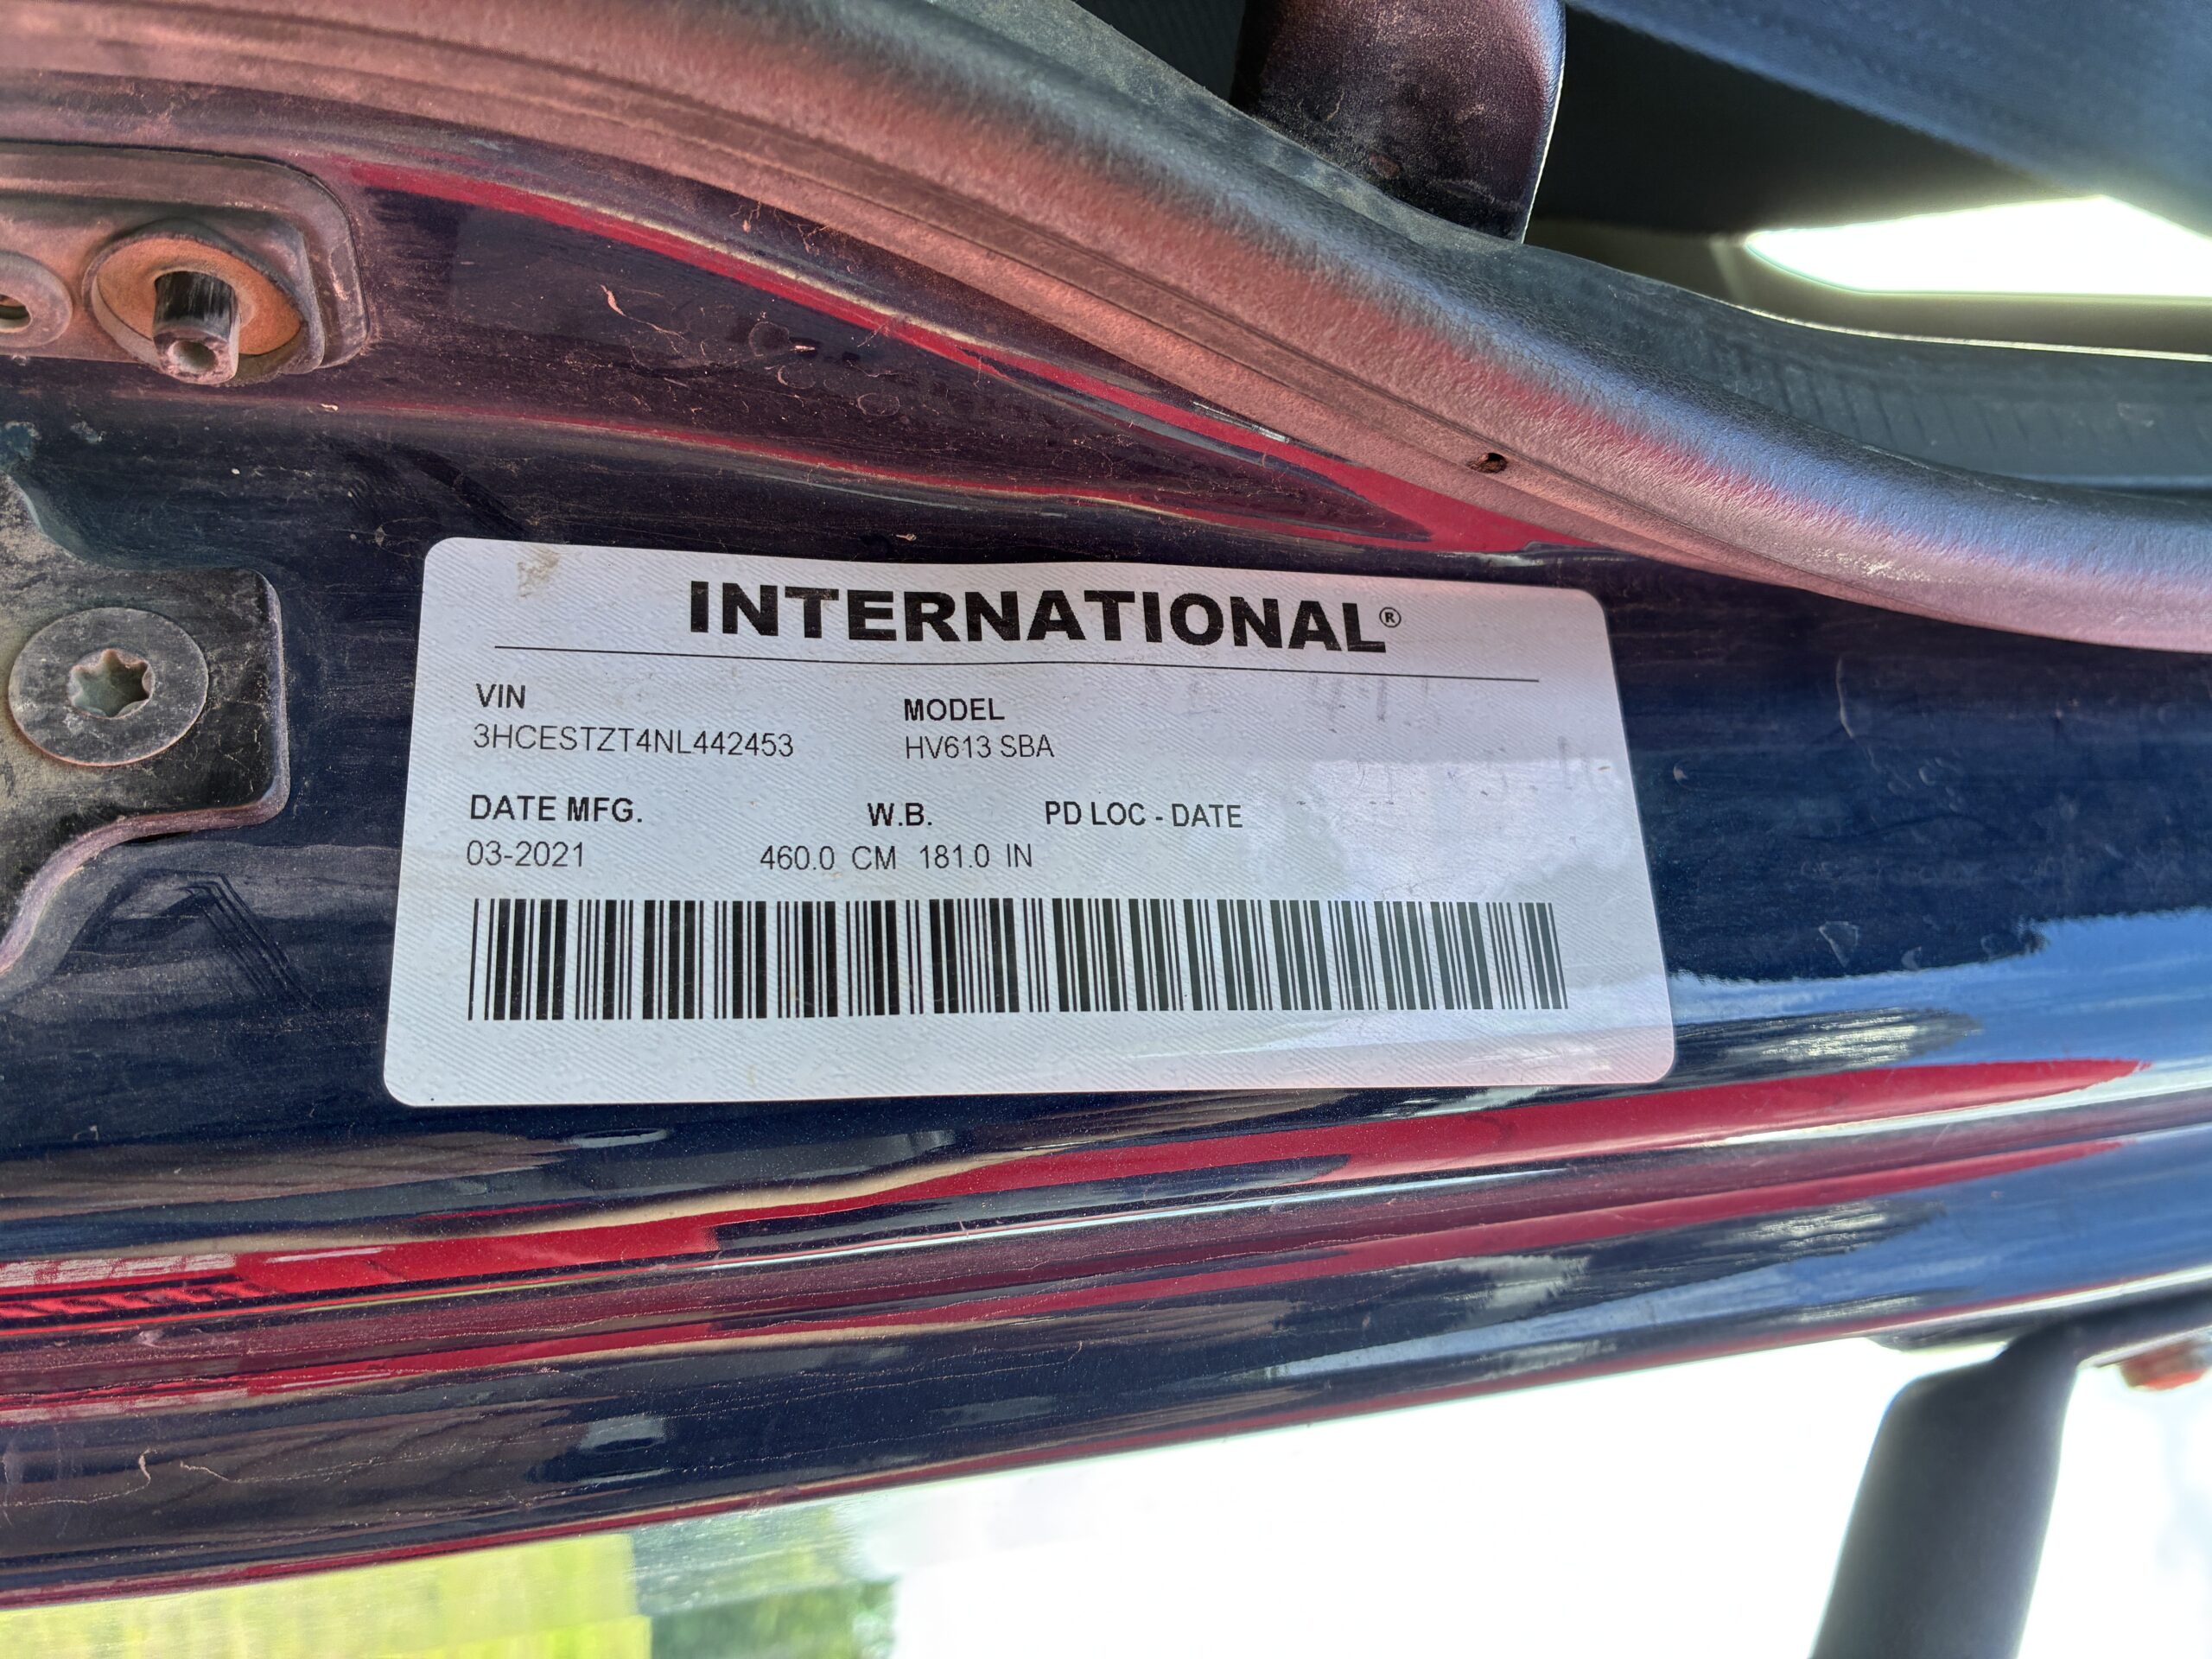 INTERNATIONAL®
VIN
3HCESTZT4NL442453
MODEL
HV613 SBA
DATE MFG.
W.B.
PD LOC - DATE
03-2021
460.0 CM 181.0 IN